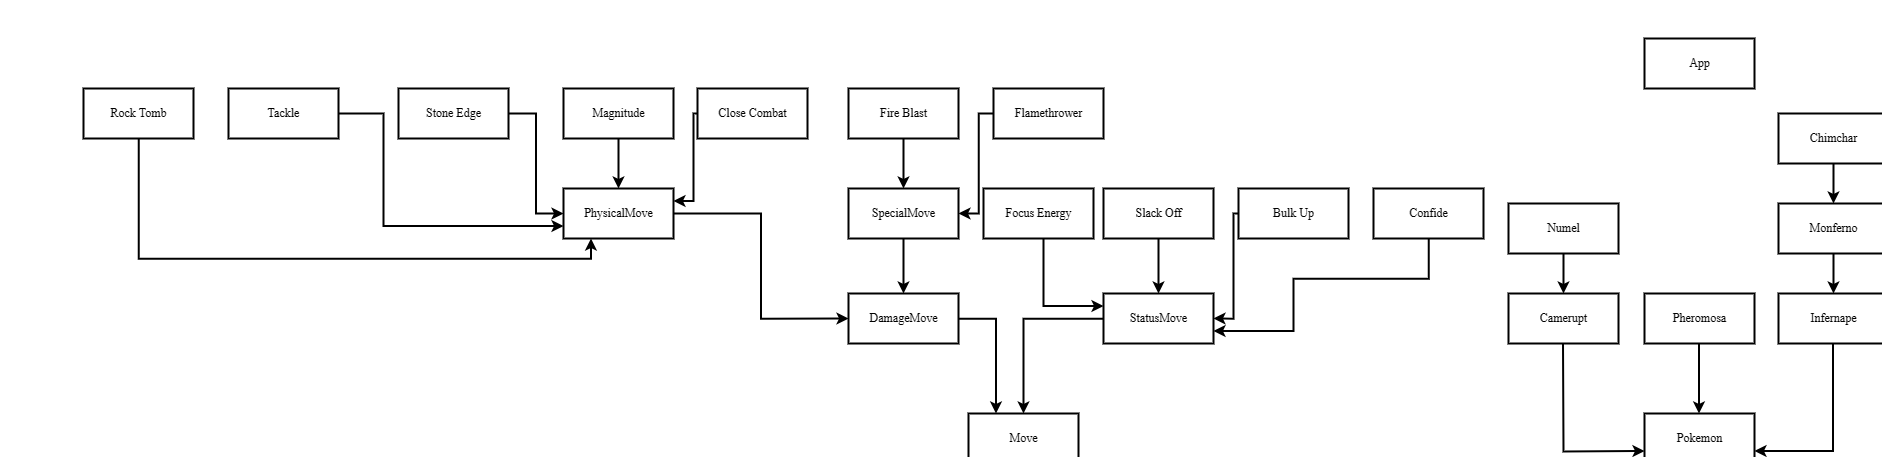 App
Rock Tomb
Tackle
Stone Edge
Magnitude
Close Combat
Fire Blast
Flamethrower
Chimchar
PhysicalMove
SpecialMove
Focus Energy
Slack Off
Bulk Up
Confide
Numel
Monferno
DamageMove
StatusMove
Camerupt
Pheromosa
Infernape
Move
Pokemon